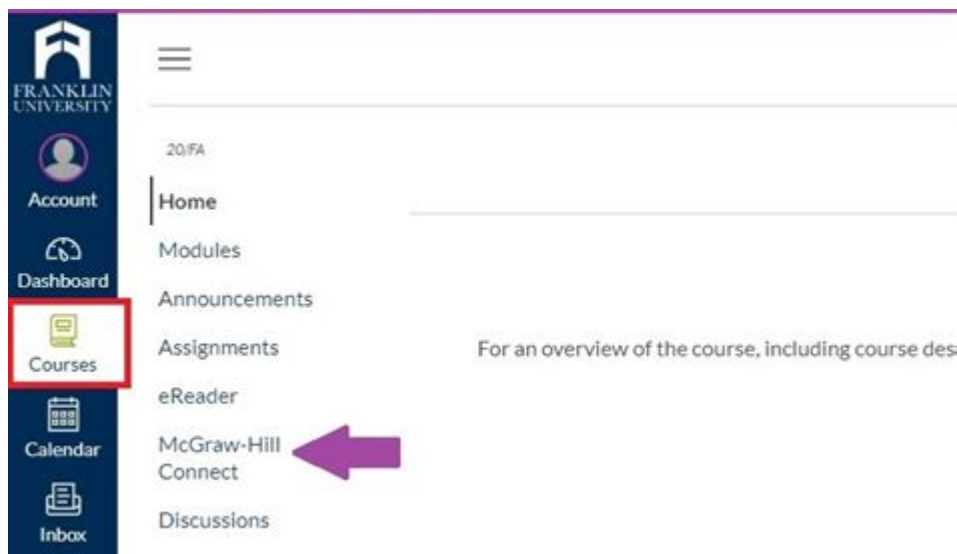 FRANKLIN
UNIVERSITY
Account
Dashboard
Courses
Calendar
Inbox
20/FA
Home
Modules
Announcements
Assignments
eReader
McGraw-Hill
Connect
Discussions
For an overview of the course, including course